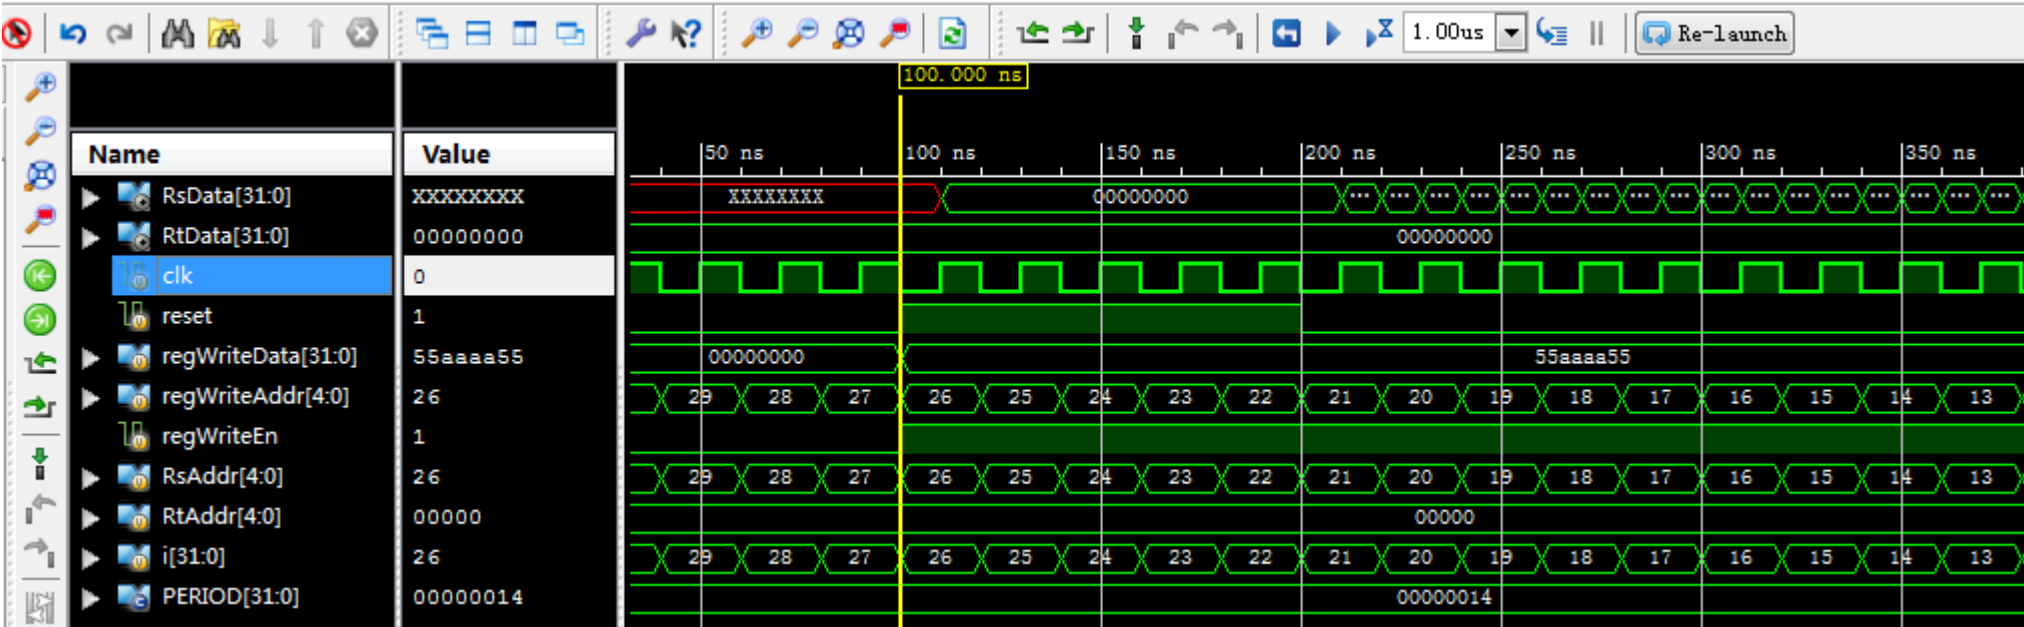 1.00us Re-launch
100.000 ns
Name Value 50 ns 100 ns 150 ns 200 ns 250 ns 300 ns 350 ns
RsData[31:0] XXXXXXXX XXXXXXXX 00000000 ... ... ... ... ... ... ... ... ... ... ... ... ... ... ... ... ...
RtData[31:0] 00000000 00000000
clk 0
reset 1
regWriteData[31:0] 55aaaa55 00000000 55aaaa55
regWriteAddr[4:0] 26 29 28 27 26 25 24 23 22 21 20 19 18 17 16 15 14 13
regWriteEn 1
RsAddr[4:0] 26 29 28 27 26 25 24 23 22 21 20 19 18 17 16 15 14 13
RtAddr[4:0] 00000 00000
i[31:0] 26 29 28 27 26 25 24 23 22 21 20 19 18 17 16 15 14 13
PERIOD[31:0] 00000014 00000014